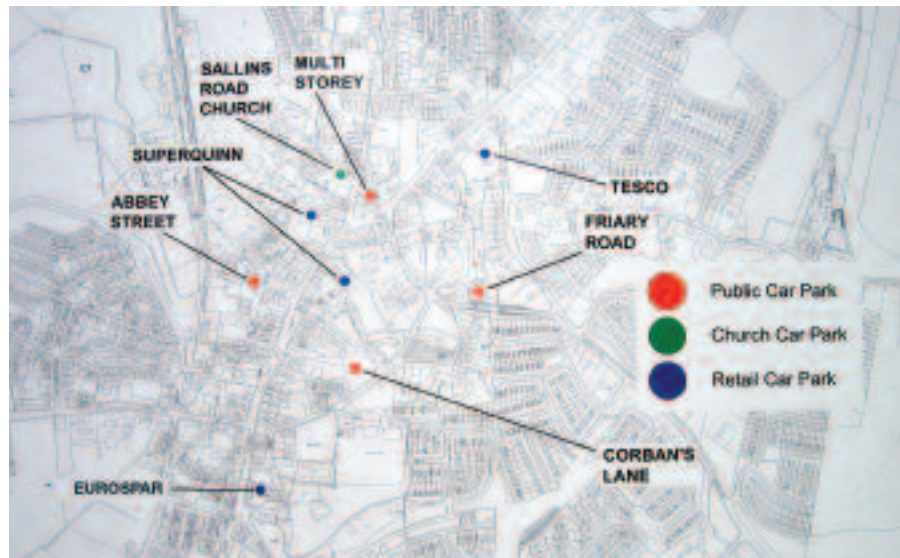 SALLINS
ROAD
CHURCH
MULTI
STOREY
SUPERQUINN
ABBEY
STREET
TESCO
FRIARY
ROAD
Public Car Park
Church Car Park
Retail Car Park
CORBAN'S
LANE
EUROSPAR